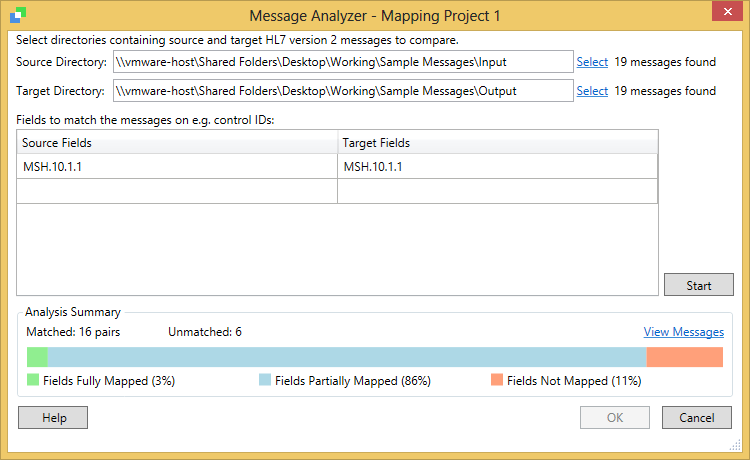 Message Analyzer - Mapping Project 1
Select directories containing source and target HL7 version 2 messages to compare.
Source Directory: \\vmware-host\Shared Folders\Desktop\Working\Sample Messages\Input Select 19 messages found
Target Directory: \\vmware-host\Shared Folders\Desktop\Working\Sample Messages\Output Select 19 messages found
Fields to match the messages on e.g. control IDs:
Source Fields Target Fields
MSH.10.1.1 MSH.10.1.1
Start
Analysis Summary
Matched: 16 pairs Unmatched: 6 View Messages
Fields Fully Mapped (3%) Fields Partially Mapped (86%) Fields Not Mapped (11%)
Help OK Cancel